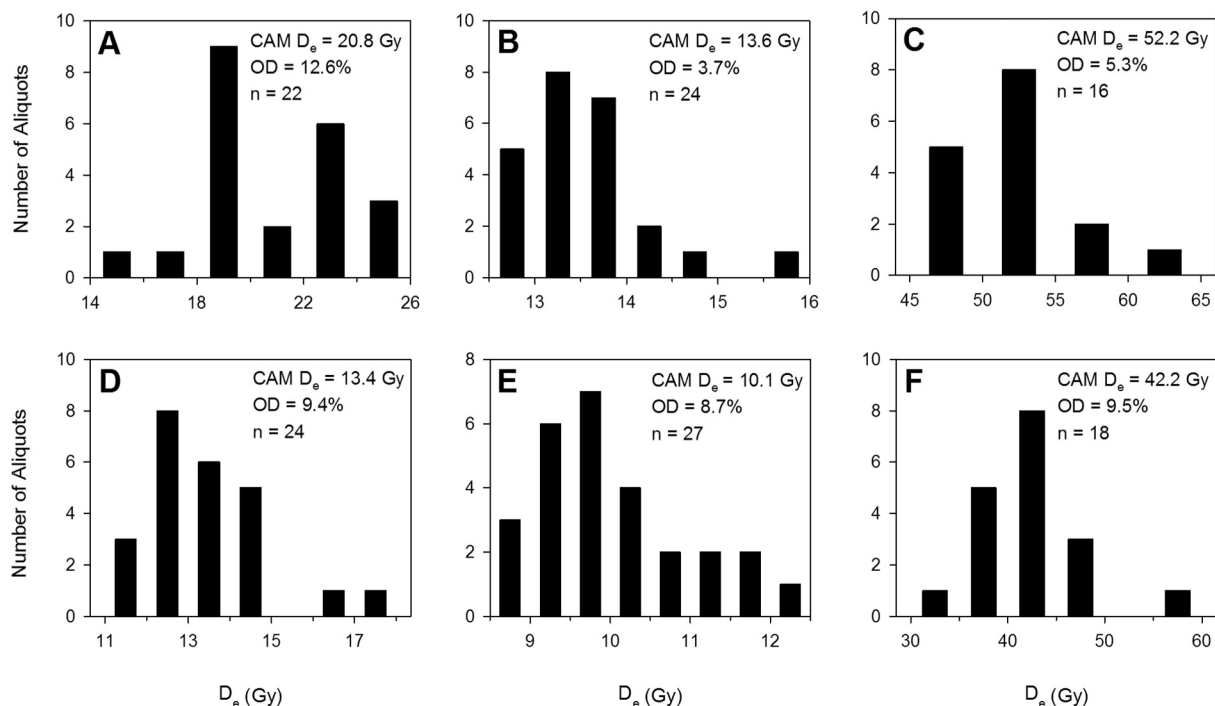 A
CAM De = 20.8 Gy
OD = 12.6%
n = 22
10
8
6
4
2
0
14
18
22
26
Number of Aliquots
B
CAM De = 13.6 Gy
OD = 3.7%
n = 24
10
8
6
4
2
0
13
14
15
16
C
CAM De = 52.2 Gy
OD = 5.3%
n = 16
10
8
6
4
2
0
45
50
55
60
65
D
CAM De = 13.4 Gy
OD = 9.4%
n = 24
10
8
6
4
2
0
11
13
15
17
Number of Aliquots
De (Gy)
E
CAM De = 10.1 Gy
OD = 8.7%
n = 27
8
6
4
2
0
9
10
11
12
De (Gy)
F
CAM De = 42.2 Gy
OD = 9.5%
n = 18
10
8
6
4
2
0
30
40
50
60
De (Gy)